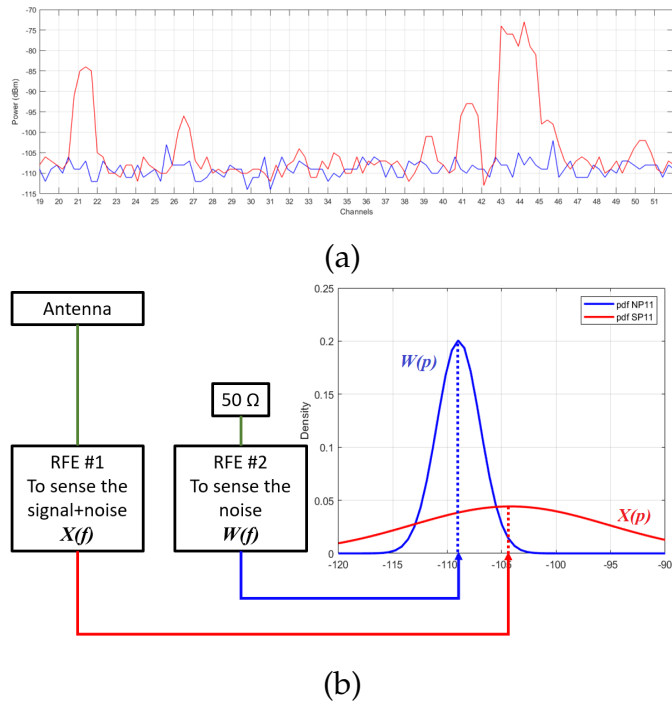 -70
-75
-80
-85
-90
-95
-100
-105
-110
-115
Power (dBm)
19 20 21 22 23 24 25 26 27 28 29 30 31 32 33 34 35 36 37 38 39 40 41 42 43 44 45 46 47 48 49 50 51
Channels
(a)
Antenna
50 Ω
RFE #1
To sense the
signal+noise
X(f)
RFE #2
To sense the
noise
W(f)
0.25
0.2
0.15
0.1
0.05
0
Density
pdf NP11
pdf SP11
W(p)
X(p)
-120 -115 -110 -105 -100 -95 -90
(b)